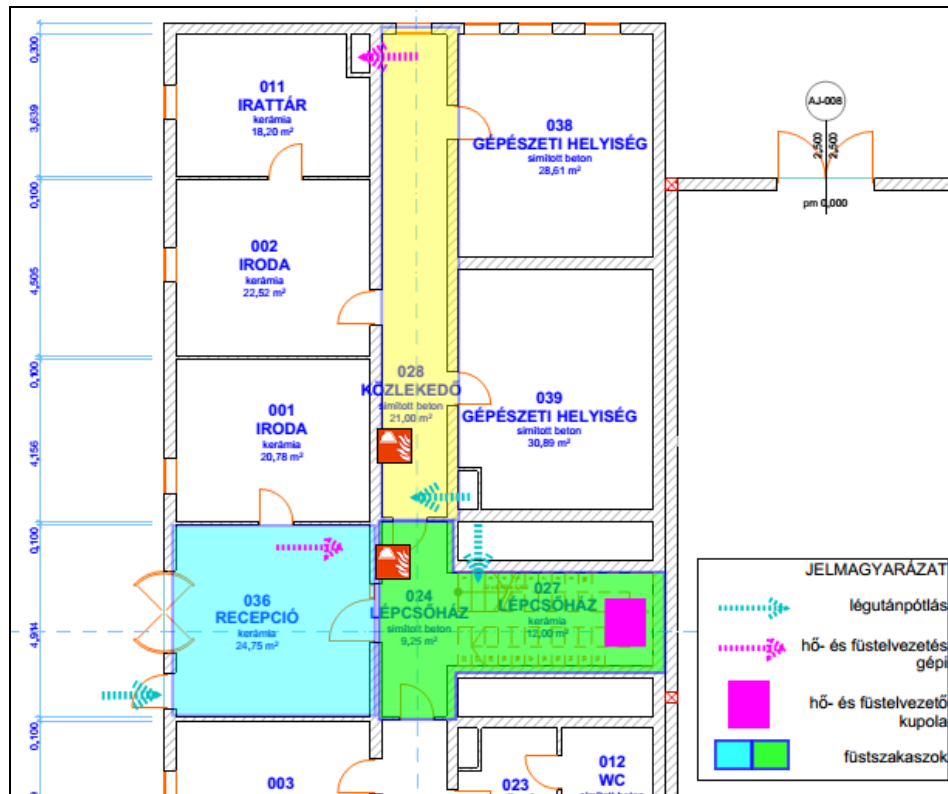 0,300
3,639
0,100
4,505
0,100
4,156
0,100
4,914
0,100
011
IRATTÁR
kerámia
18,20 m²
038
GÉPÉSZETI HELYISÉG
simított beton
28,61 m²
AJ-008
2,500
2,500
pm 0,000
002
IRODA
kerámia
22,52 m²
028
KÖZLEKEDŐ
simított beton
21,00 m²
039
GÉPÉSZETI HELYISÉG
simított beton
30,89 m²
001
IRODA
kerámia
20,78 m²
036
RECEPCIÓ
kerámia
24,75 m²
024
LÉPCSŐHÁZ
simított beton
9,25 m²
027
LÉPCSŐHÁZ
kerámia
12,00 m²
003
023
012
WC
JELMAGYARÁZAT
légutánpótlás
hő- és füstelvezetés
gépi
hő- és füstelvezető
kupola
füstszakaszok